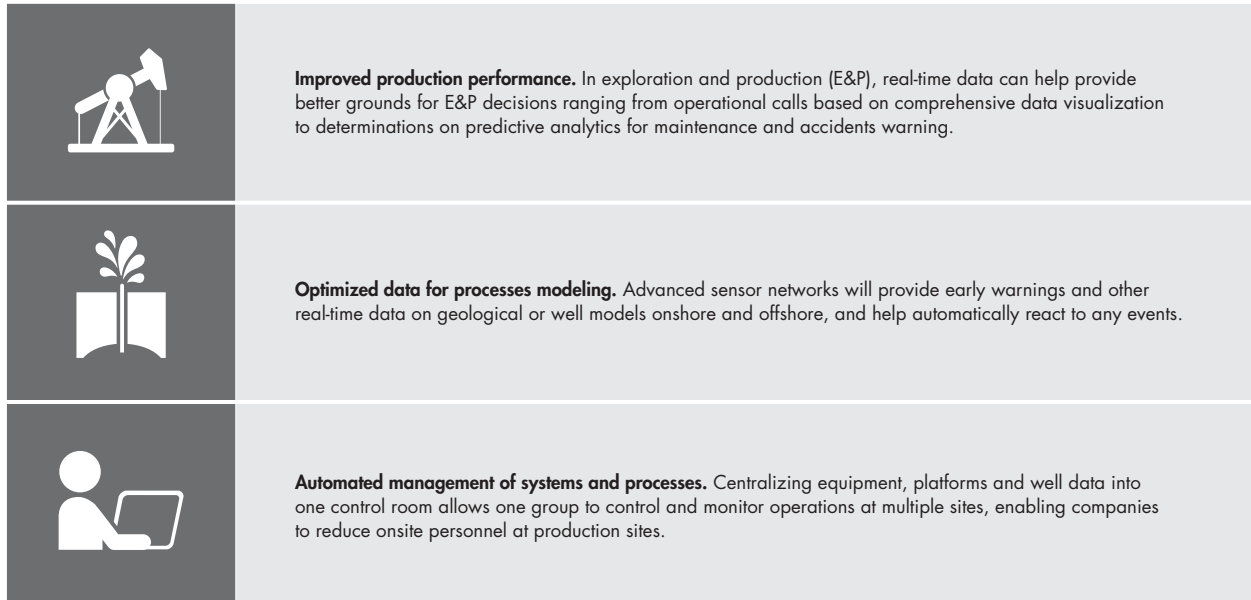 Improved production performance. In exploration and production (E&P), real-time data can help provide
better grounds for E&P decisions ranging from operational calls based on comprehensive data visualization
to determinations on predictive analytics for maintenance and accidents warning.
Optimized data for processes modeling. Advanced sensor networks will provide early warnings and other
real-time data on geological or well models onshore and offshore, and help automatically react to any events.
Automated management of systems and processes. Centralizing equipment, platforms and well data into
one control room allows one group to control and monitor operations at multiple sites, enabling companies
to reduce onsite personnel at production sites.